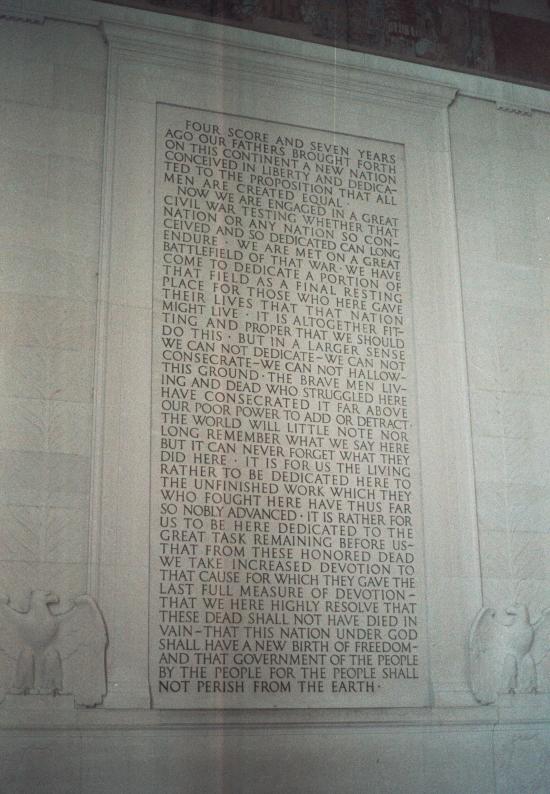 FOUR SCORE AND SEVEN YEARS
AGO OUR FATHERS BROUGHT FORTH
ON THIS CONTINENT A NEW NATION
CONCEIVED IN LIBERTY AND DEDICA-
TED TO THE PROPOSITION THAT ALL
MEN ARE CREATED EQUAL ·
NOW WE ARE ENGAGED IN A GREAT
CIVIL WAR TESTING WHETHER THAT
NATION OR ANY NATION SO CON-
CEIVED AND SO DEDICATED CAN LONG
ENDURE · WE ARE MET ON A GREAT
BATTLEFIELD OF THAT WAR · WE HAVE
COME TO DEDICATE A PORTION OF
THAT FIELD AS A FINAL RESTING
PLACE FOR THOSE WHO HERE GAVE
THEIR LIVES THAT THAT NATION
MIGHT LIVE · IT IS ALTOGETHER FIT-
TING AND PROPER THAT WE SHOULD
DO THIS · BUT IN A LARGER SENSE
WE CAN NOT DEDICATE – WE CAN NOT
CONSECRATE – WE CAN NOT HALLOW –
THIS GROUND · THE BRAVE MEN LIV-
ING AND DEAD WHO STRUGGLED HERE
HAVE CONSECRATED IT FAR ABOVE
OUR POOR POWER TO ADD OR DETRACT ·
THE WORLD WILL LITTLE NOTE NOR
LONG REMEMBER WHAT WE SAY HERE
BUT IT CAN NEVER FORGET WHAT THEY
DID HERE · IT IS FOR US THE LIVING
RATHER TO BE DEDICATED HERE TO
THE UNFINISHED WORK WHICH THEY
WHO FOUGHT HERE HAVE THUS FAR
SO NOBLY ADVANCED · IT IS RATHER FOR
US TO BE HERE DEDICATED TO THE
GREAT TASK REMAINING BEFORE US –
THAT FROM THESE HONORED DEAD
WE TAKE INCREASED DEVOTION TO
THAT CAUSE FOR WHICH THEY GAVE THE
LAST FULL MEASURE OF DEVOTION –
THAT WE HERE HIGHLY RESOLVE THAT
THESE DEAD SHALL NOT HAVE DIED IN
VAIN – THAT THIS NATION UNDER GOD
SHALL HAVE A NEW BIRTH OF FREEDOM –
AND THAT GOVERNMENT OF THE PEOPLE
BY THE PEOPLE FOR THE PEOPLE SHALL
NOT PERISH FROM THE EARTH ·